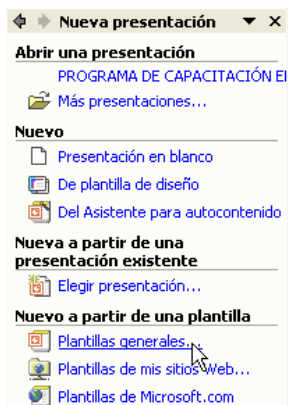 Nueva presentación
Abrir una presentación
PROGRAMA DE CAPACITACIÓN EI
Más presentaciones...
Nuevo
Presentación en blanco
De plantilla de diseño
Del Asistente para autocontenido
Nueva a partir de una
presentación existente
Elegir presentación...
Nuevo a partir de una plantilla
Plantillas generales...
Plantillas de mis sitios Web...
Plantillas de Microsoft.com